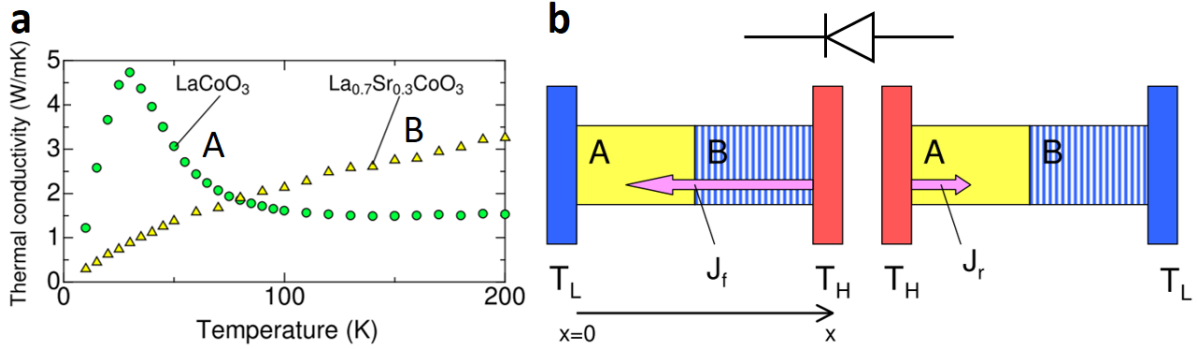 a
Thermal conductivity (W/mK)
5
4
3
2
1
0
0
100
200
Temperature (K)
LaCoO3
La0.7Sr0.3CoO3
A
B
b
A
B
A
B
Jf
Jr
TL
TH
TH
TL
x=0
x